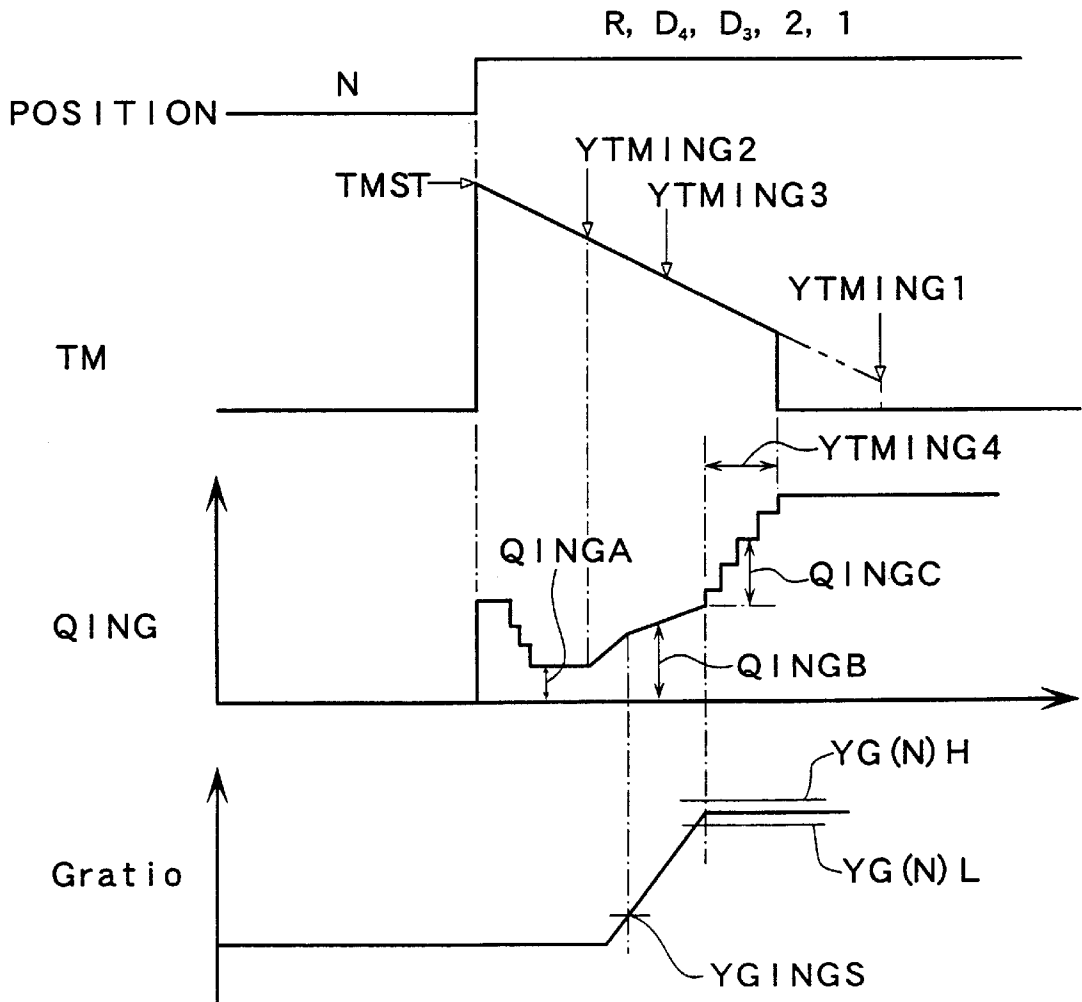 R, D₄, D₃, 2, 1
N
POSITION
YTMING2
TMST
YTMING3
YTMING1
TM
YTMING4
QINGA
QINGC
QING
QINGB
YG(N)H
Gratio
YG(N)L
YGINGS